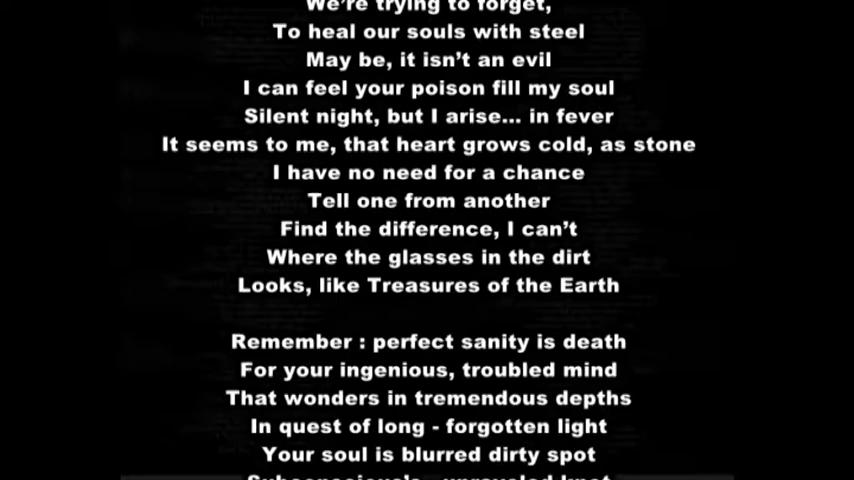 We're trying to forget,
To heal our souls with steel
May be, it isn't an evil
I can feel your poison fill my soul
Silent night, but I arise... in fever
It seems to me, that heart grows cold, as stone
I have no need for a chance
Tell one from another
Find the difference, I can't
Where the glasses in the dirt
Looks, like Treasures of the Earth
Remember : perfect sanity is death
For your ingenious, troubled mind
That wonders in tremendous depths
In quest of long - forgotten light
Your soul is blurred dirty spot
Subconscious's - unraveled knot